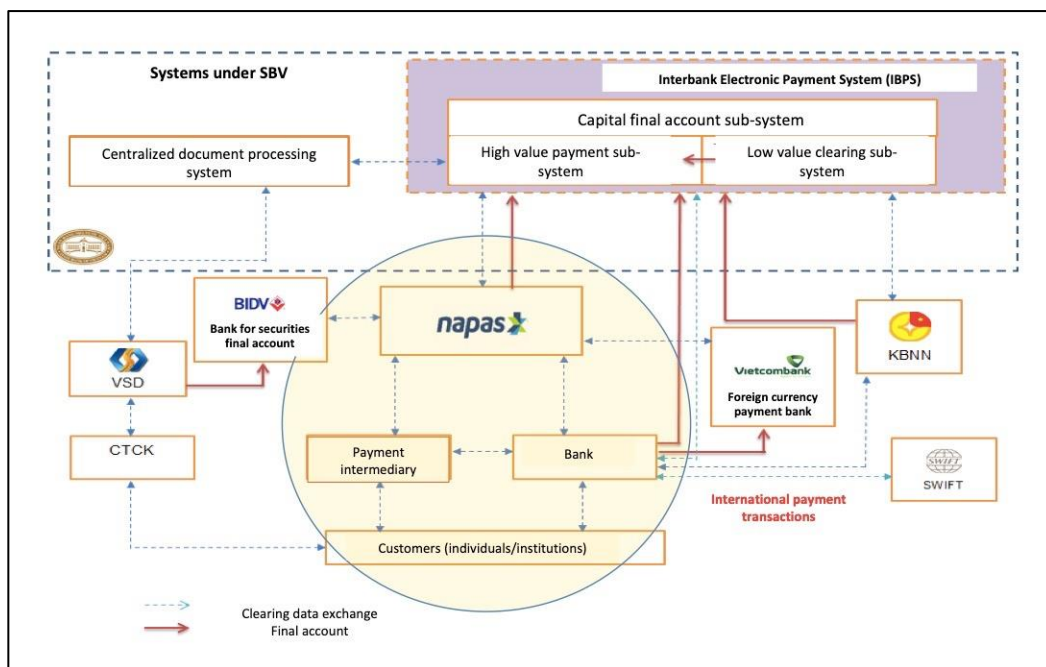 Systems under SBV
Interbank Electronic Payment System (IBPS)
Capital final account sub-system
Centralized document processing
system
High value payment sub-
system
Low value clearing sub-
system
BIDV
Bank for securities
final account
napas
VSD
Vietcombank
Foreign currency
payment bank
KBNN
CTCK
Payment
intermediary
Bank
SWIFT
SWIFT
International payment
transactions
Customers (individuals/institutions)
Clearing data exchange
Final account